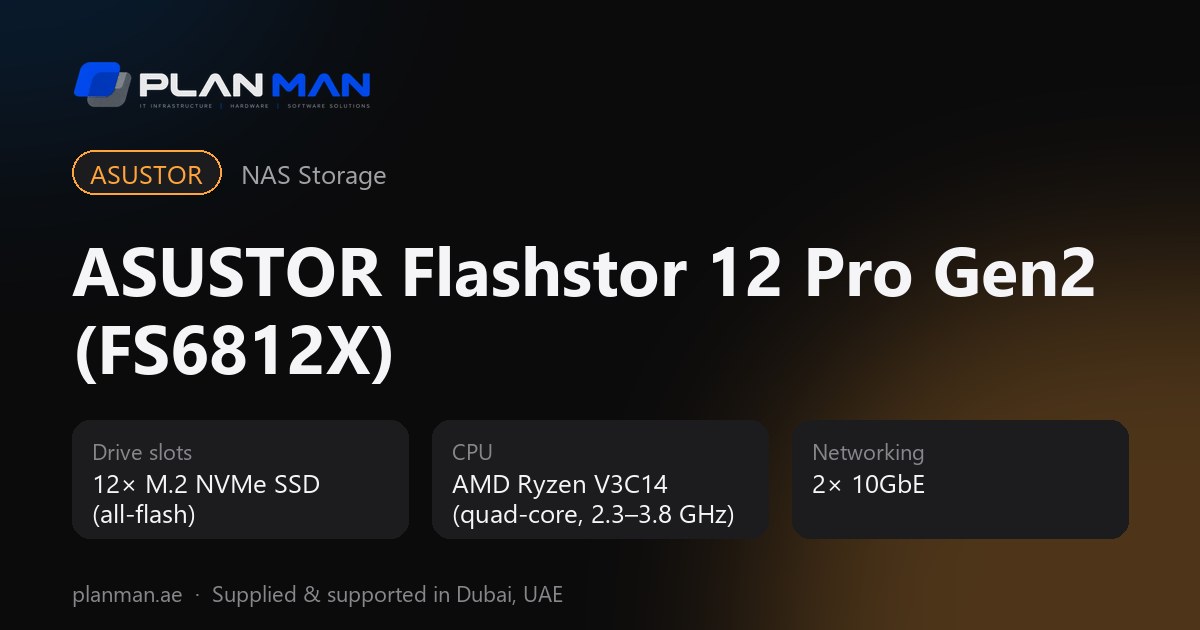 PLAN MAN
IT INFRASTRUCTURE | HARDWARE | SOFTWARE SOLUTIONS
ASUSTOR NAS Storage
ASUSTOR Flashstor 12 Pro Gen2
(FS6812X)
Drive slots
12× M.2 NVMe SSD
(all-flash)
CPU
AMD Ryzen V3C14
(quad-core, 2.3–3.8 GHz)
Networking
2× 10GbE
planman.ae · Supplied & supported in Dubai, UAE